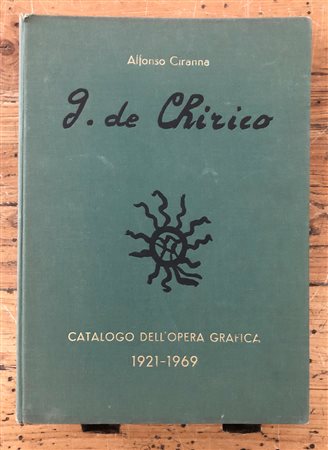 Alfonso Ciranna
G. de Chirico
CATALOGO DELL'OPERA GRAFICA
1921-1969